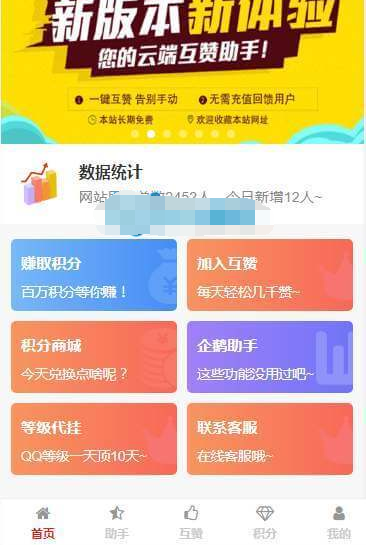 新版本新体验
您的云端互赞助手！
❶ 一键互赞 告别手动 ❷ 无需充值回馈用户
本站长期免费 欢迎收藏本站网址
数据统计
网站 2452人 今日新增12人~
赚取积分
百万积分等你赚！
加入互赞
每天轻松几千赞~
积分商城
今天兑换点啥呢？
企鹅助手
这些功能没用过吧~
等级代挂
QQ等级一天顶10天~
联系客服
在线客服哦~
首页 助手 互赞 积分 我的